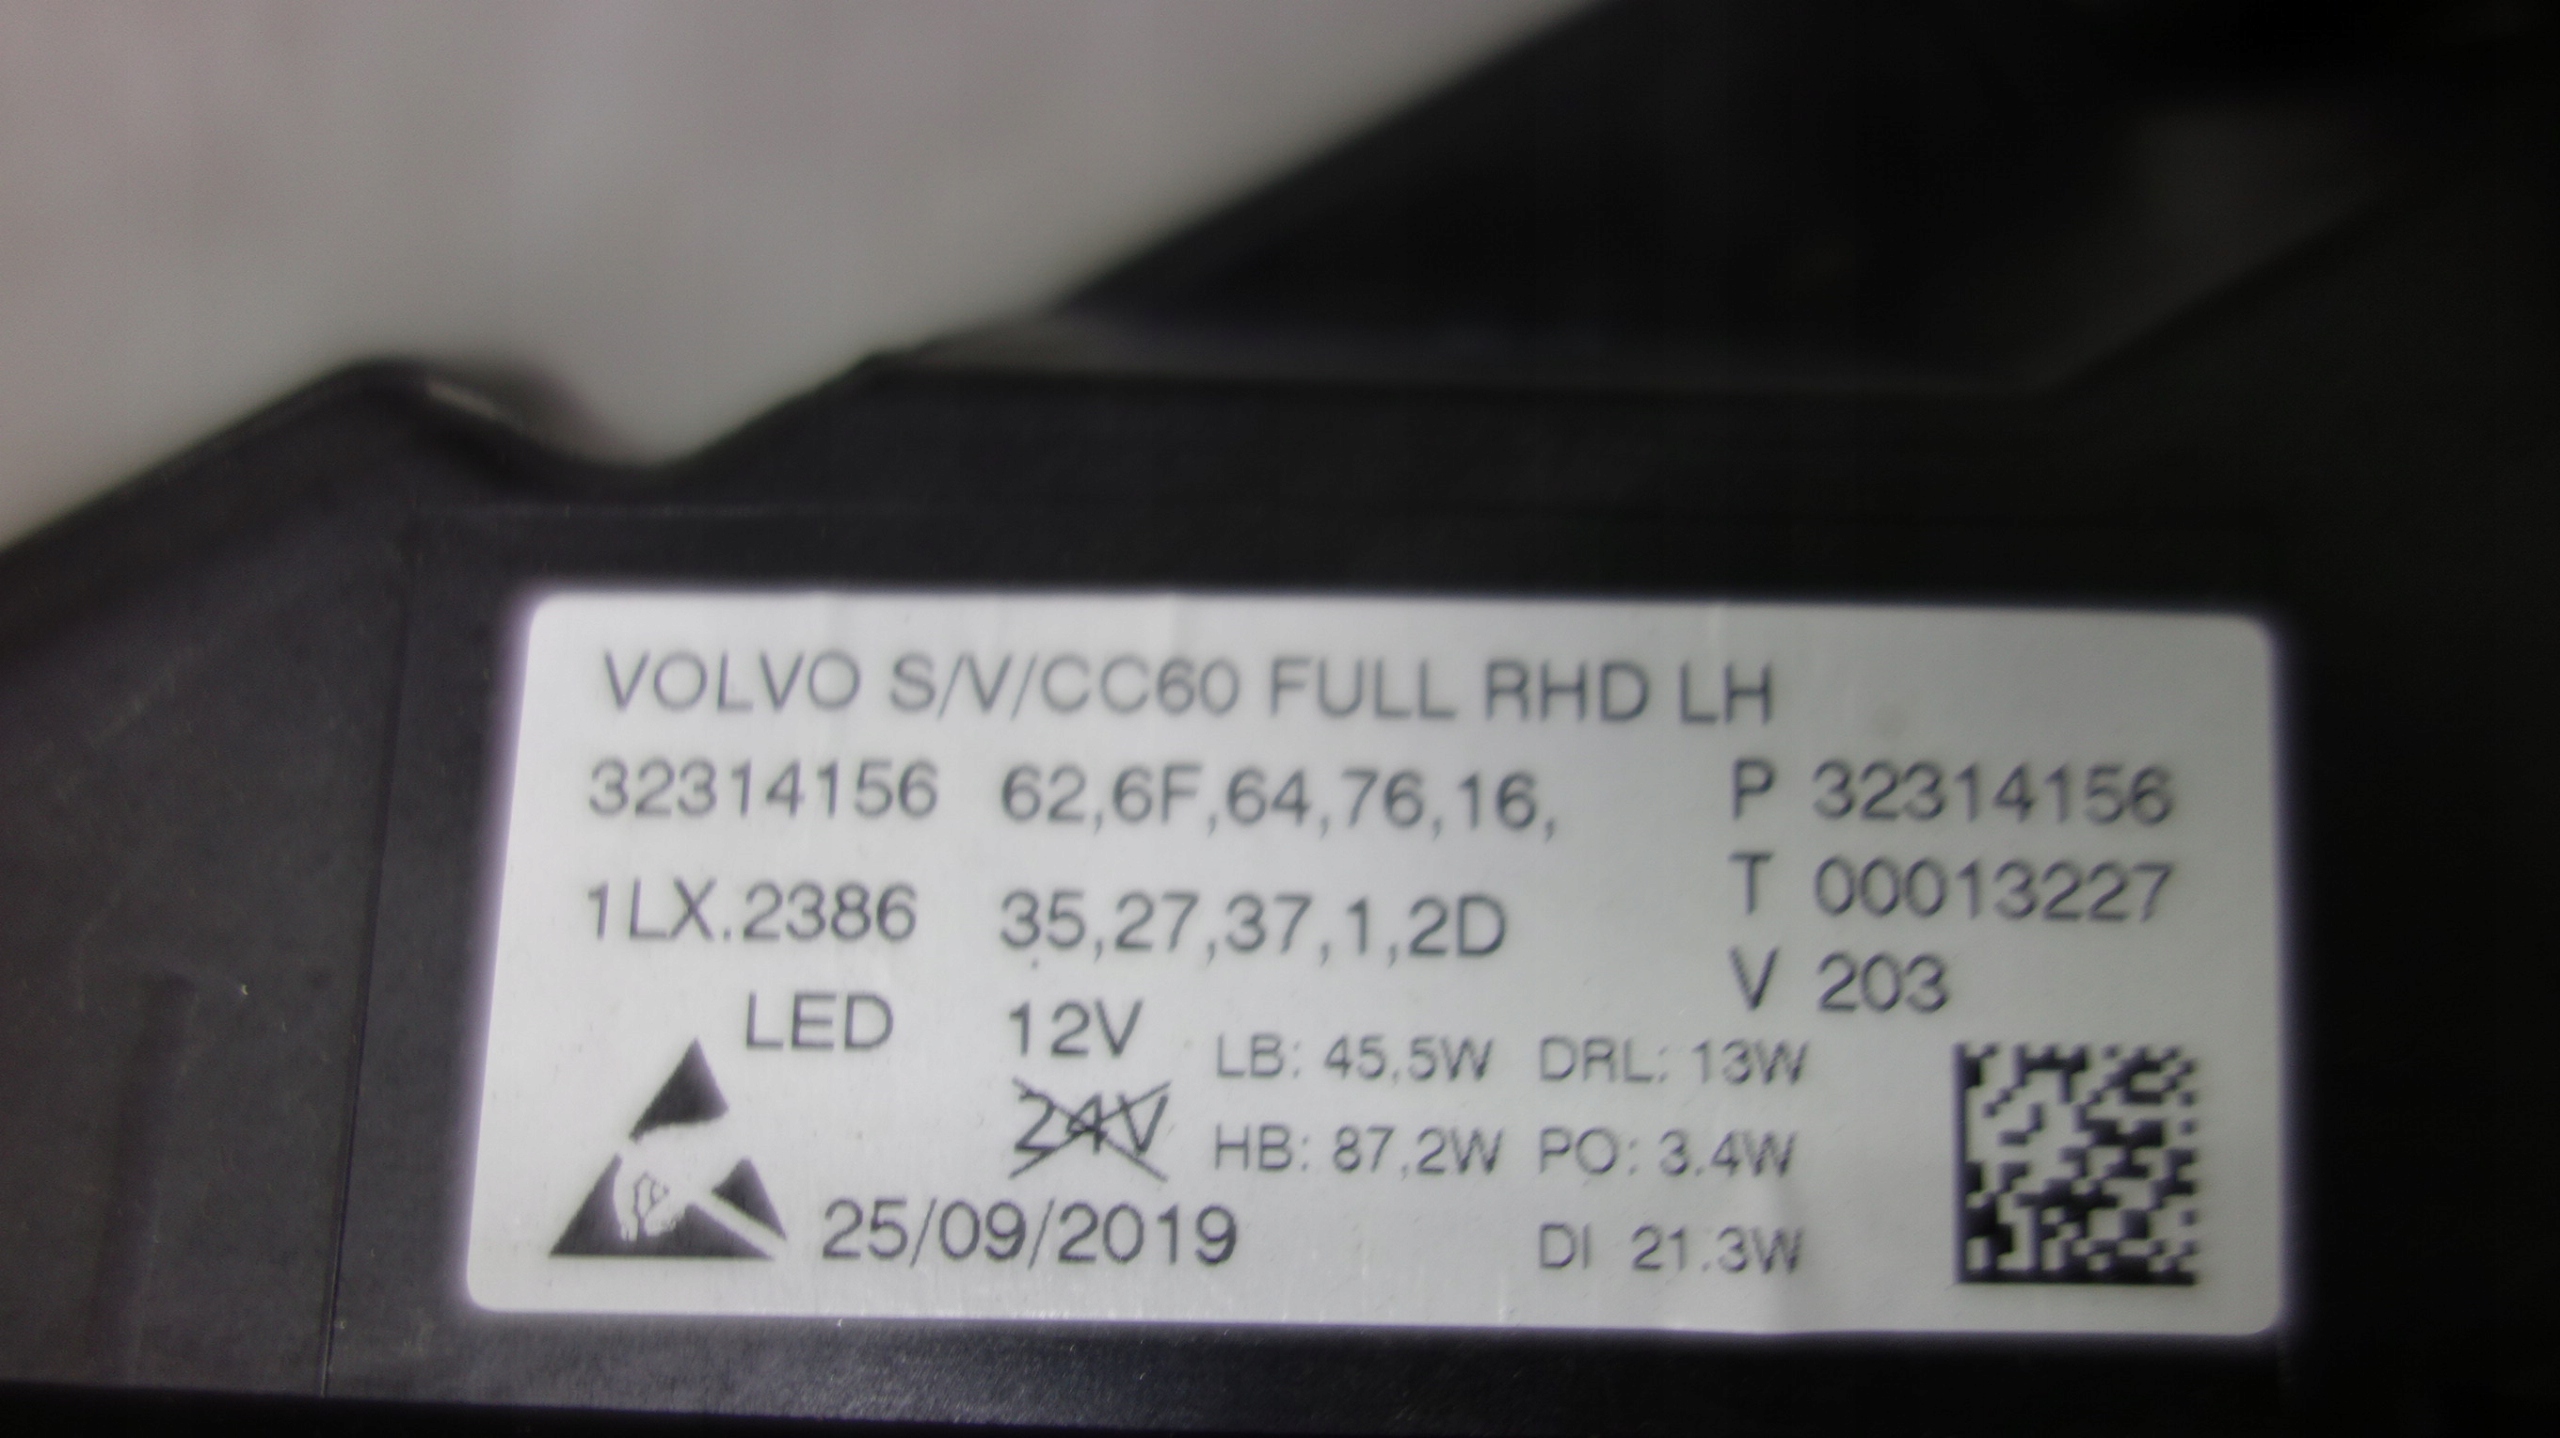 VOLVO S/V/CC60 FULL RHD LH
32314156 62,6F,64,76,16, P 32314156
1LX.2386 35,27,37,1,2D T 00013227
V 203
LED 12V LB: 45,5W DRL: 13W
24V HB: 87,2W PO: 3.4W
25/09/2019 DI 21.3W